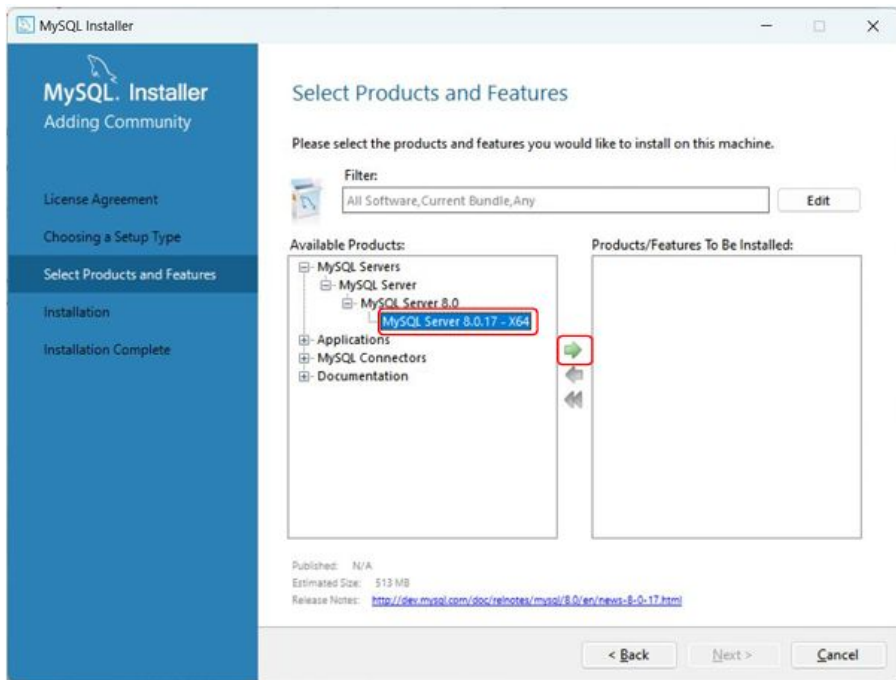 MySQL Installer
MySQL. Installer
Adding Community
License Agreement
Choosing a Setup Type
Select Products and Features
Installation
Installation Complete
Select Products and Features
Please select the products and features you would like to install on this machine.
Filter:
All Software,Current Bundle,Any
Edit
Available Products:
MySQL Servers
MySQL Server
MySQL Server 8.0
MySQL Server 8.0.17 - X64
Applications
MySQL Connectors
Documentation
Products/Features To Be Installed:
Published: N/A
Estimated Size: 513 MB
Release Notes: http://dev.mysql.com/doc/relnotes/mysql/8.0/en/news-8-0-17.html
< Back Next > Cancel